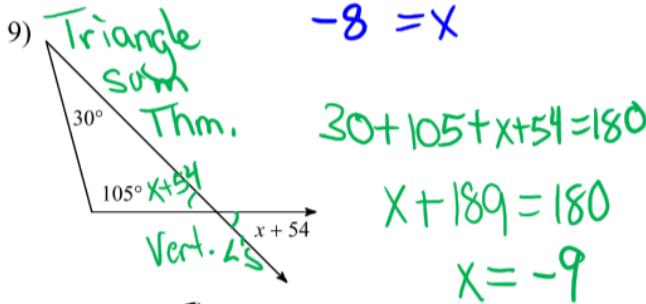 9) Triangle
sum
Thm.
-8 = x
30°
30+105+x+54=180
105° x+54
x+189=180
x + 54
Vert. ∠'s
x = -9